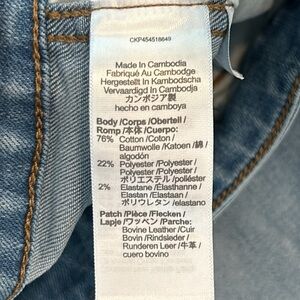 CKP454518649
Made In Cambodia
Fabriqué Au Cambodge
Hergestellt In Kambodscha
Vervaardigd In Cambodja
カンボジア製
hecho en camboya
Body/Corps/Oberteil/
Romp/本体/Cuerpo:
76% Cotton/Coton/
Baumwolle/Katoen/綿/
algodón
22% Polyester/Polyester/
Polyester/Polyester/
ポリエステル/poliéster
2% Elastane/Élasthanne/
Elastan/Elastaan/
ポリウレタン/elastano
Patch/Pièce/Flecken/
Lapje/ワッペン/Parche:
Bovine Leather/Cuir
Bovin/Rindsleder/
Runderen Leer/牛革/
cuero bovino